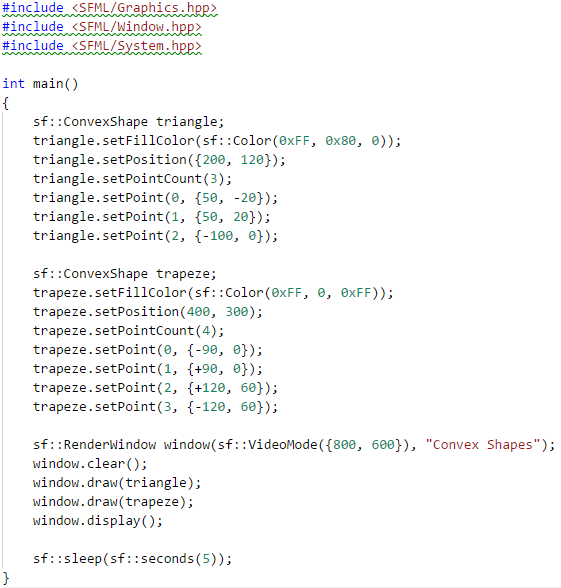 #include <SFML/Graphics.hpp>
#include <SFML/Window.hpp>
#include <SFML/System.hpp>
int main()
{
sf::ConvexShape triangle;
triangle.setFillColor(sf::Color(0xFF, 0x80, 0));
triangle.setPosition({200, 120});
triangle.setPointCount(3);
triangle.setPoint(0, {50, -20});
triangle.setPoint(1, {50, 20});
triangle.setPoint(2, {-100, 0});
sf::ConvexShape trapeze;
trapeze.setFillColor(sf::Color(0xFF, 0, 0xFF));
trapeze.setPosition(400, 300);
trapeze.setPointCount(4);
trapeze.setPoint(0, {-90, 0});
trapeze.setPoint(1, {+90, 0});
trapeze.setPoint(2, {+120, 60});
trapeze.setPoint(3, {-120, 60});
sf::RenderWindow window(sf::VideoMode({800, 600}), "Convex Shapes");
window.clear();
window.draw(triangle);
window.draw(trapeze);
window.display();
sf::sleep(sf::seconds(5));
}